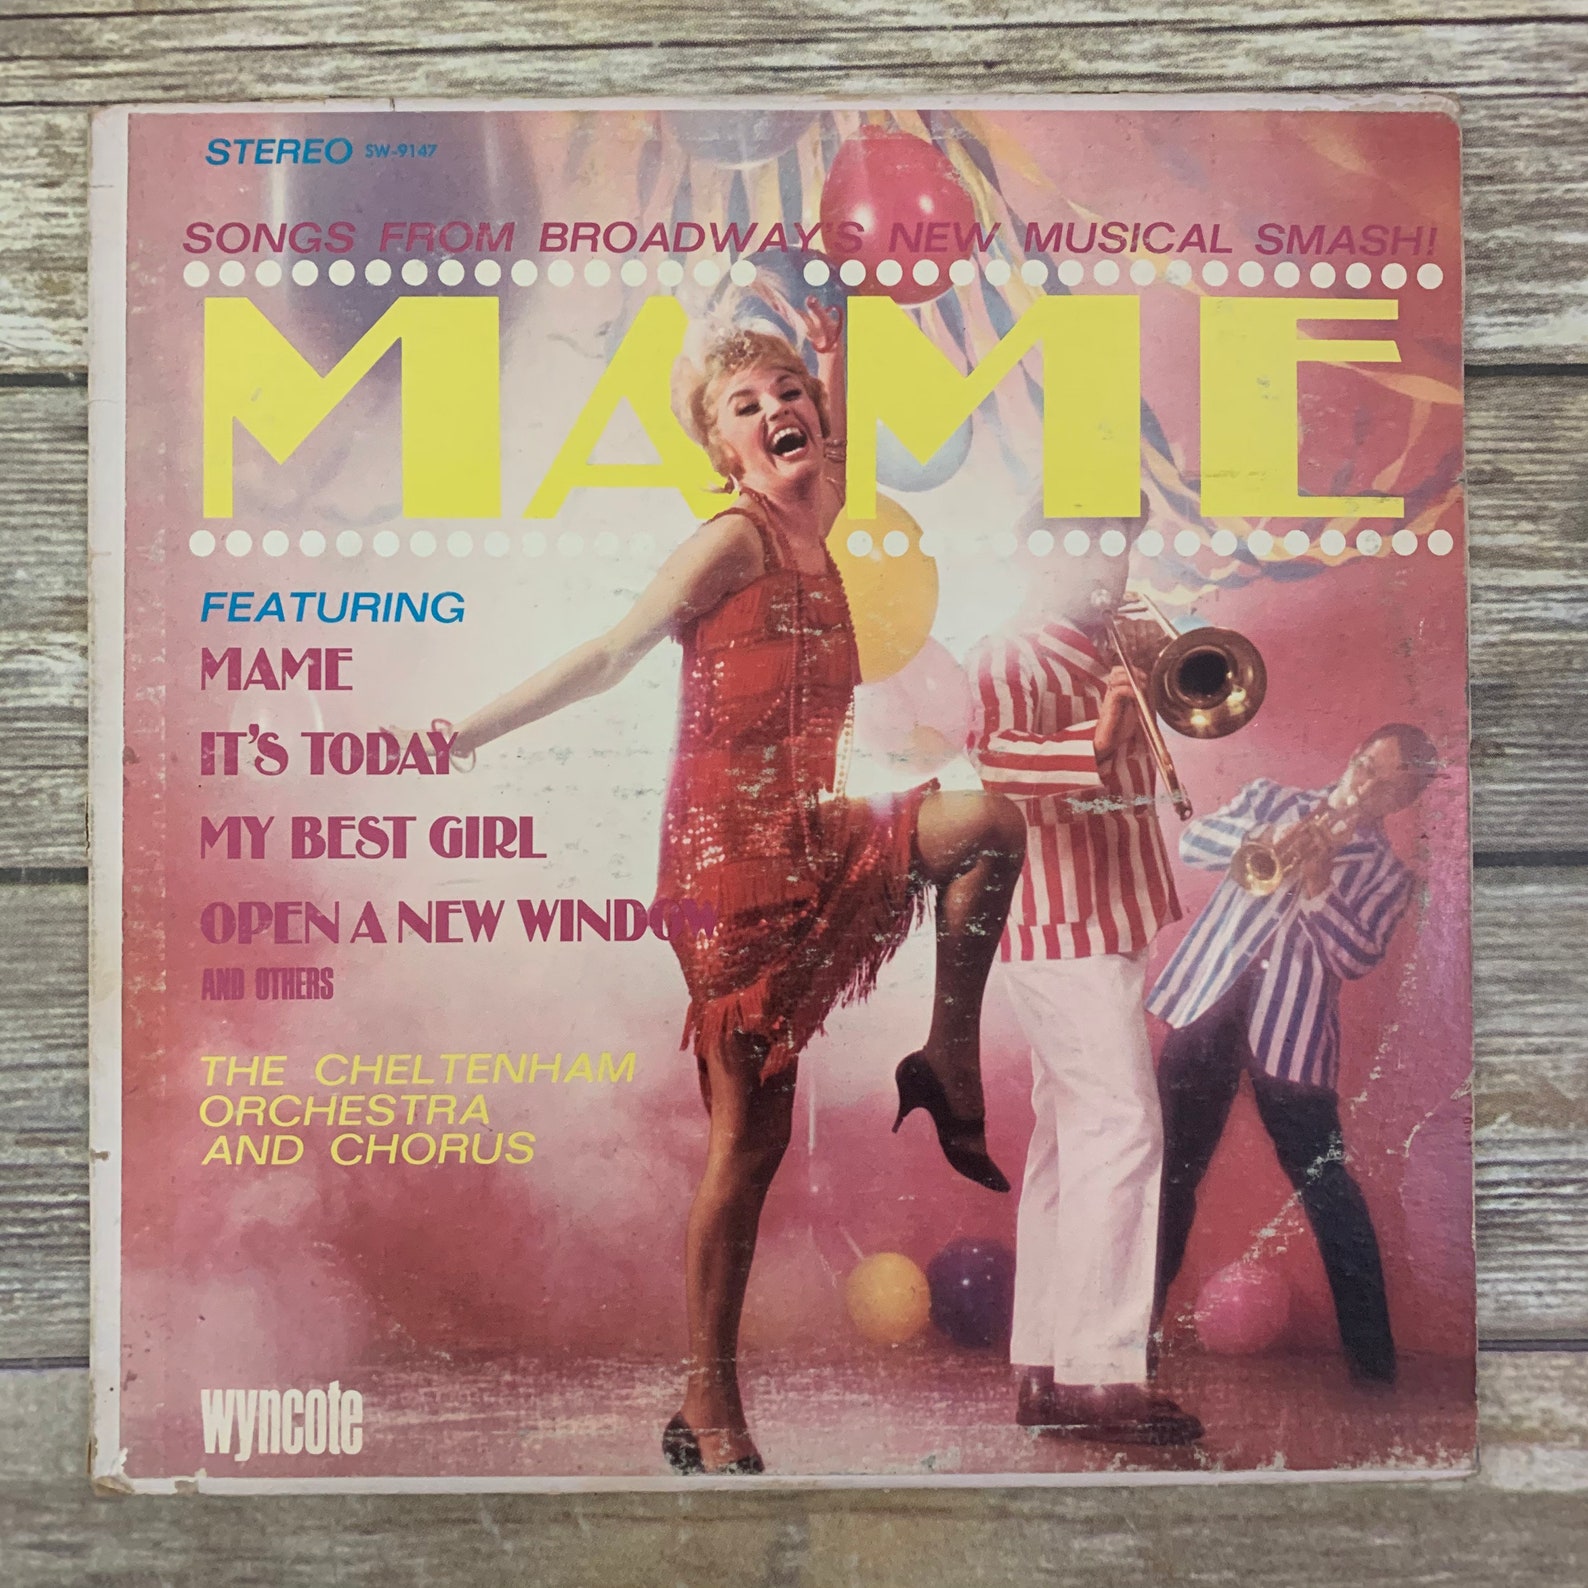 STEREO SW-9147
SONGS FROM BROADWAY'S NEW MUSICAL SMASH!
MAME
FEATURING
MAME
IT'S TODAY
MY BEST GIRL
OPEN A NEW WINDOW
AND OTHERS
THE CHELTENHAM
ORCHESTRA
AND CHORUS
wyncote